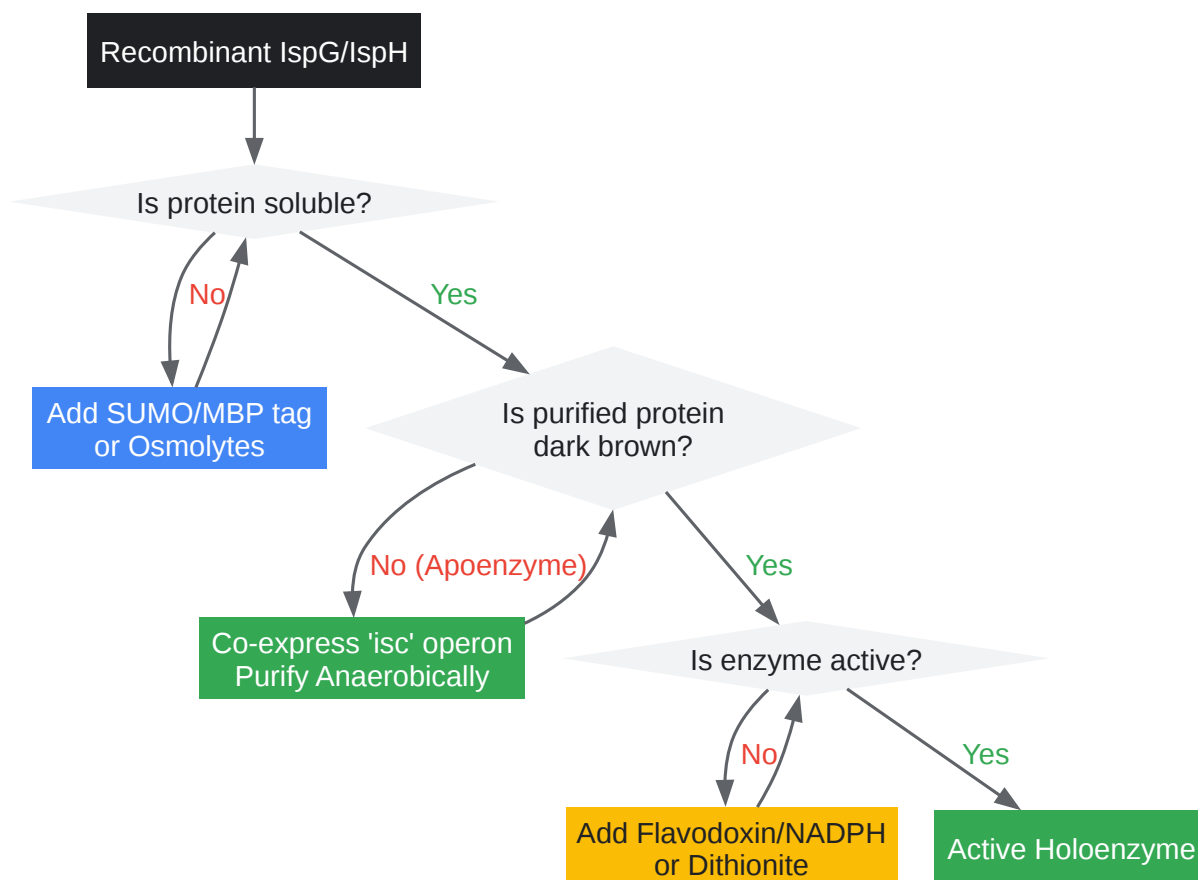 Recombinant IspG/IspH
Is protein soluble?
No
Yes
Add SUMO/MBP tag
or Osmolytes
Is purified protein
dark brown?
No (Apoenzyme)
Yes
Co-express 'isc' operon
Purify Anaerobically
Is enzyme active?
No
Yes
Add Flavodoxin/NADPH
or Dithionite
Active Holoenzyme